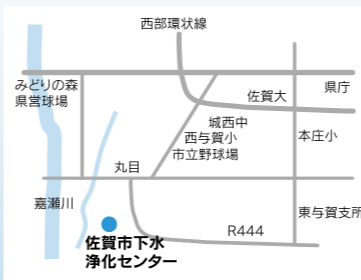 西部環状線
みどりの森
県営球場
県庁
佐賀大
城西中
西与賀小
市立野球場
本庄小
丸目
嘉瀬川
東与賀支所
R444
佐賀市下水
浄化センター